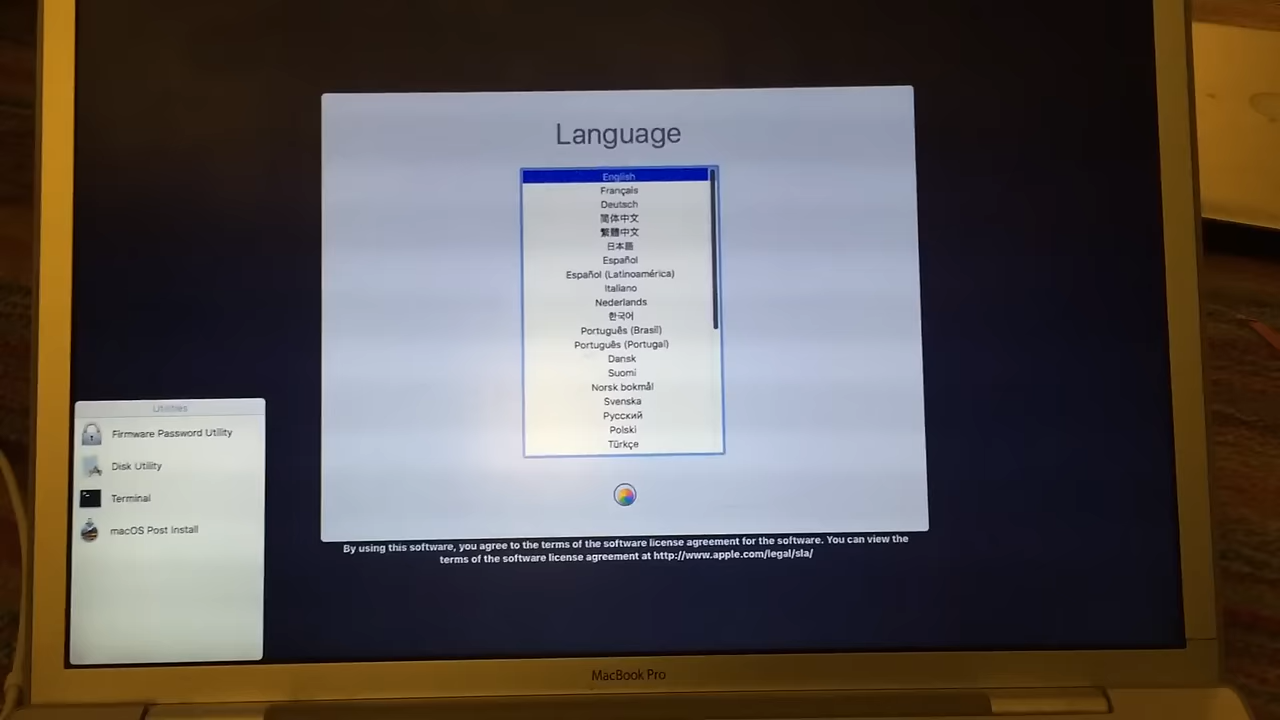 Language
English
Français
Deutsch
简体中文
繁體中文
日本語
Español
Español (Latinoamérica)
Italiano
Nederlands
한국어
Português (Brasil)
Português (Portugal)
Dansk
Suomi
Norsk bokmål
Svenska
Русский
Polski
Türkçe
By using this software, you agree to the terms of the software license agreement for the software. You can view the
terms of the software license agreement at http://www.apple.com/legal/sla/
Utilities
Firmware Password Utility
Disk Utility
Terminal
macOS Post Install
MacBook Pro